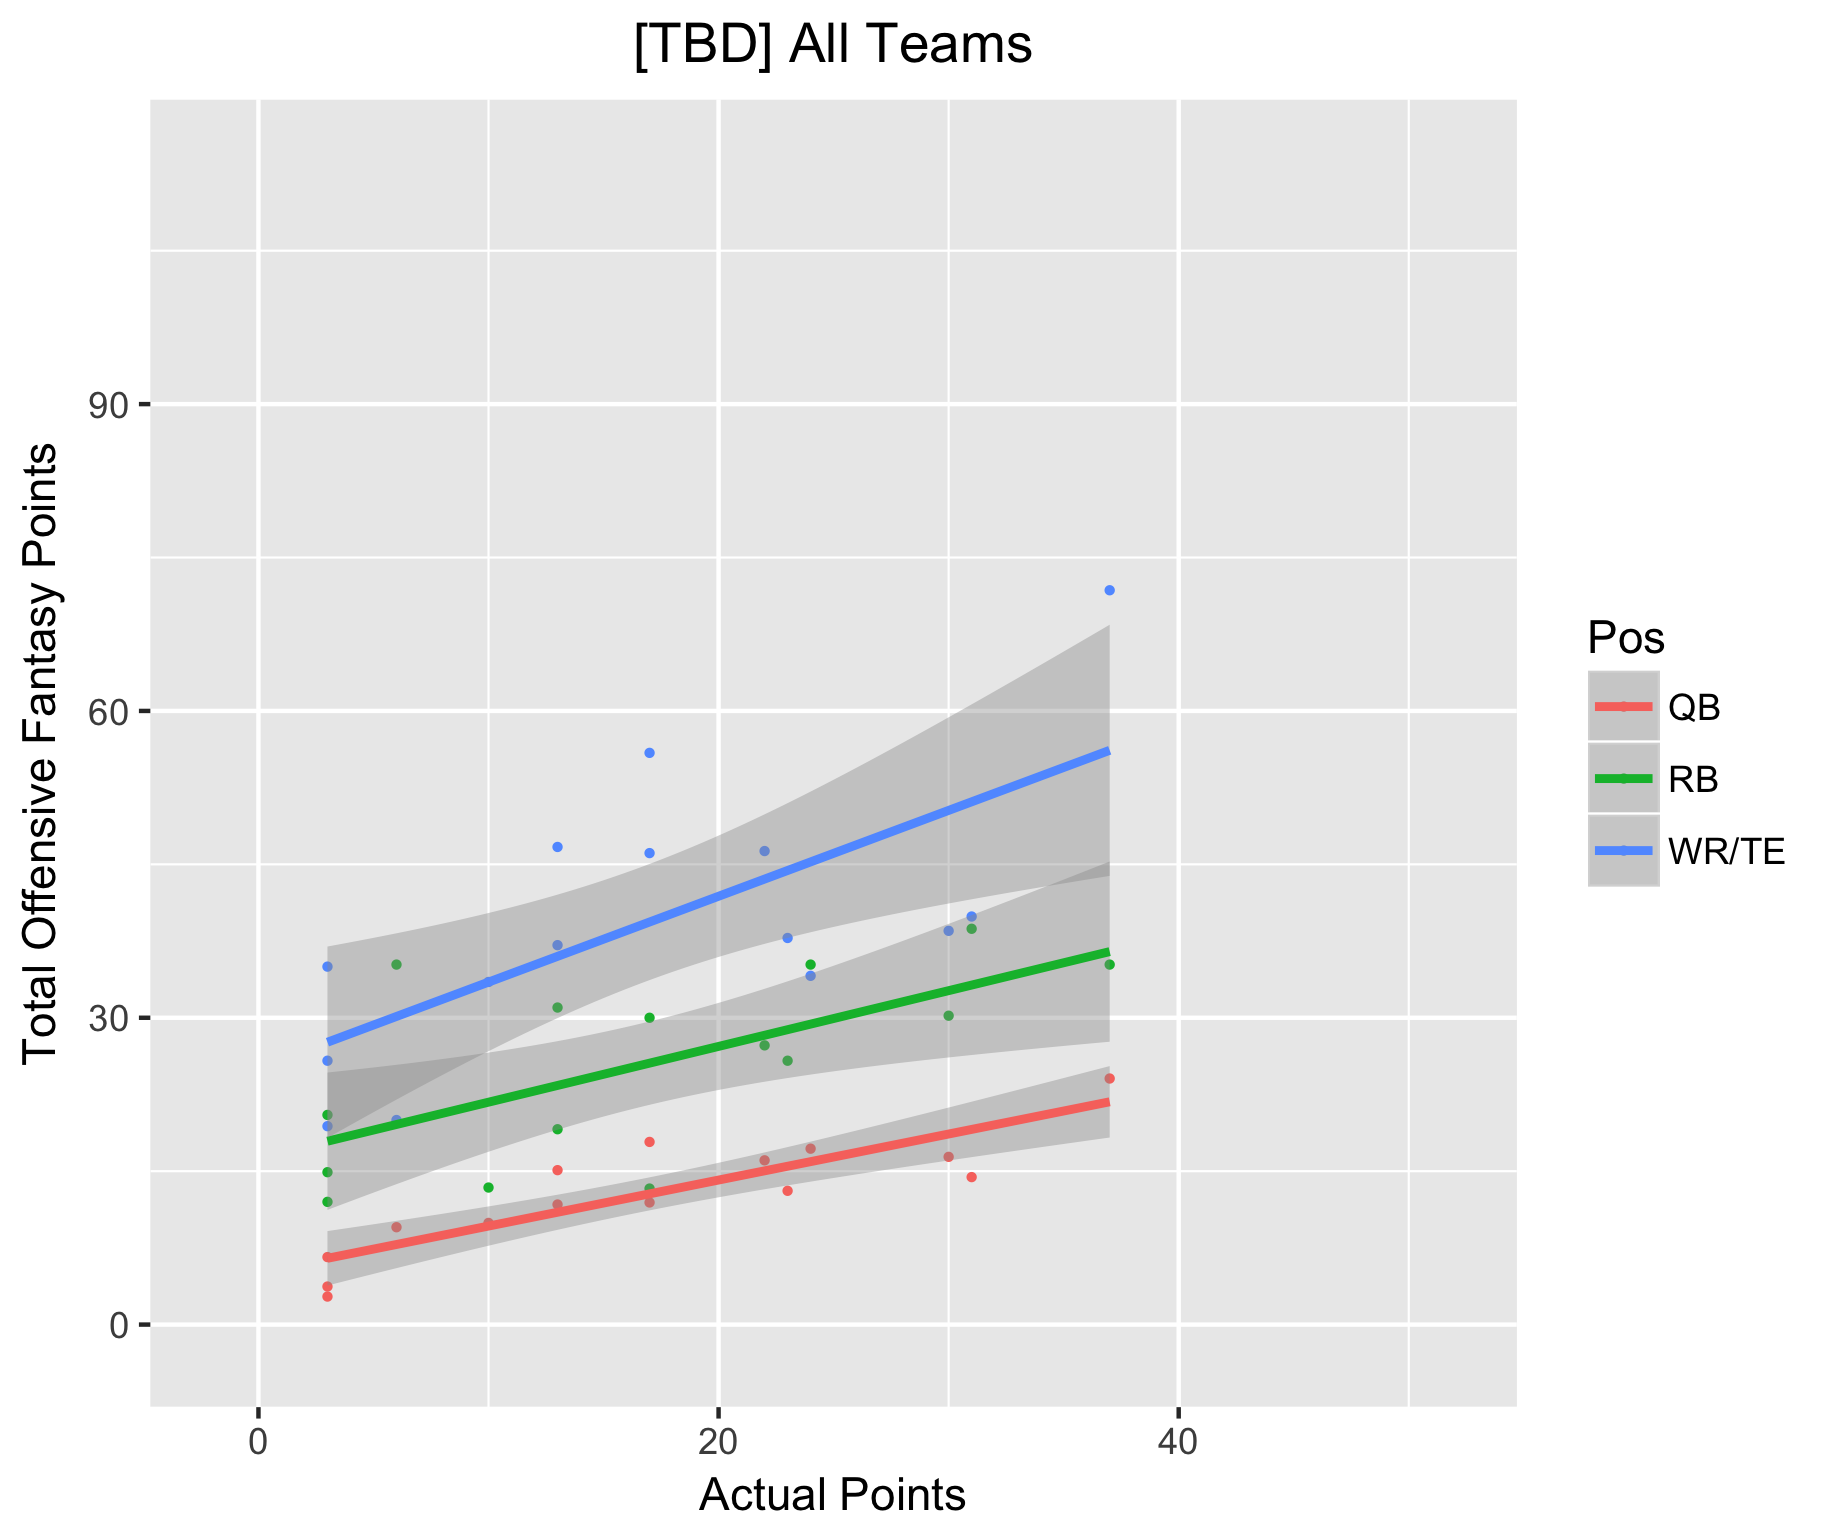 [TBD] All Teams
Total Offensive Fantasy Points
90
60
30
0
0 20 40
Actual Points
Pos
QB
RB
WR/TE